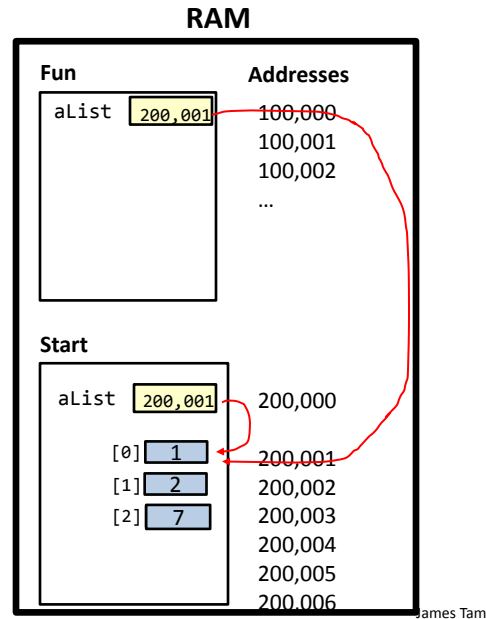 RAM
Fun Addresses
aList 200,001 100,000
100,001
100,002
…
Start
aList 200,001 200,000
[0] 1 200,001
[1] 2 200,002
[2] 7 200,003
200,004
200,005
200,006
James Tam